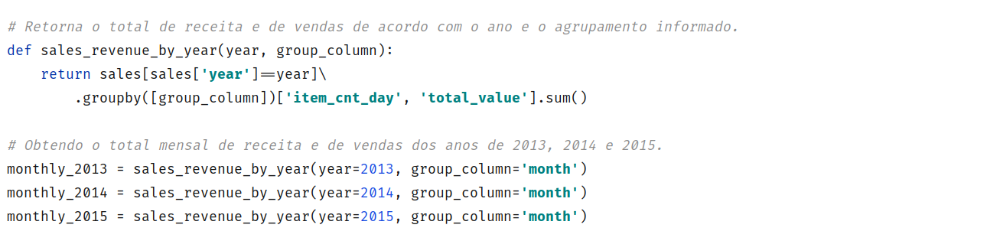 # Retorna o total de receita e de vendas de acordo com o ano e o agrupamento informado.
def sales_revenue_by_year(year, group_column):
    return sales[sales['year']==year]\
        .groupby([group_column])['item_cnt_day', 'total_value'].sum()

# Obtendo o total mensal de receita e de vendas dos anos de 2013, 2014 e 2015.
monthly_2013 = sales_revenue_by_year(year=2013, group_column='month')
monthly_2014 = sales_revenue_by_year(year=2014, group_column='month')
monthly_2015 = sales_revenue_by_year(year=2015, group_column='month')